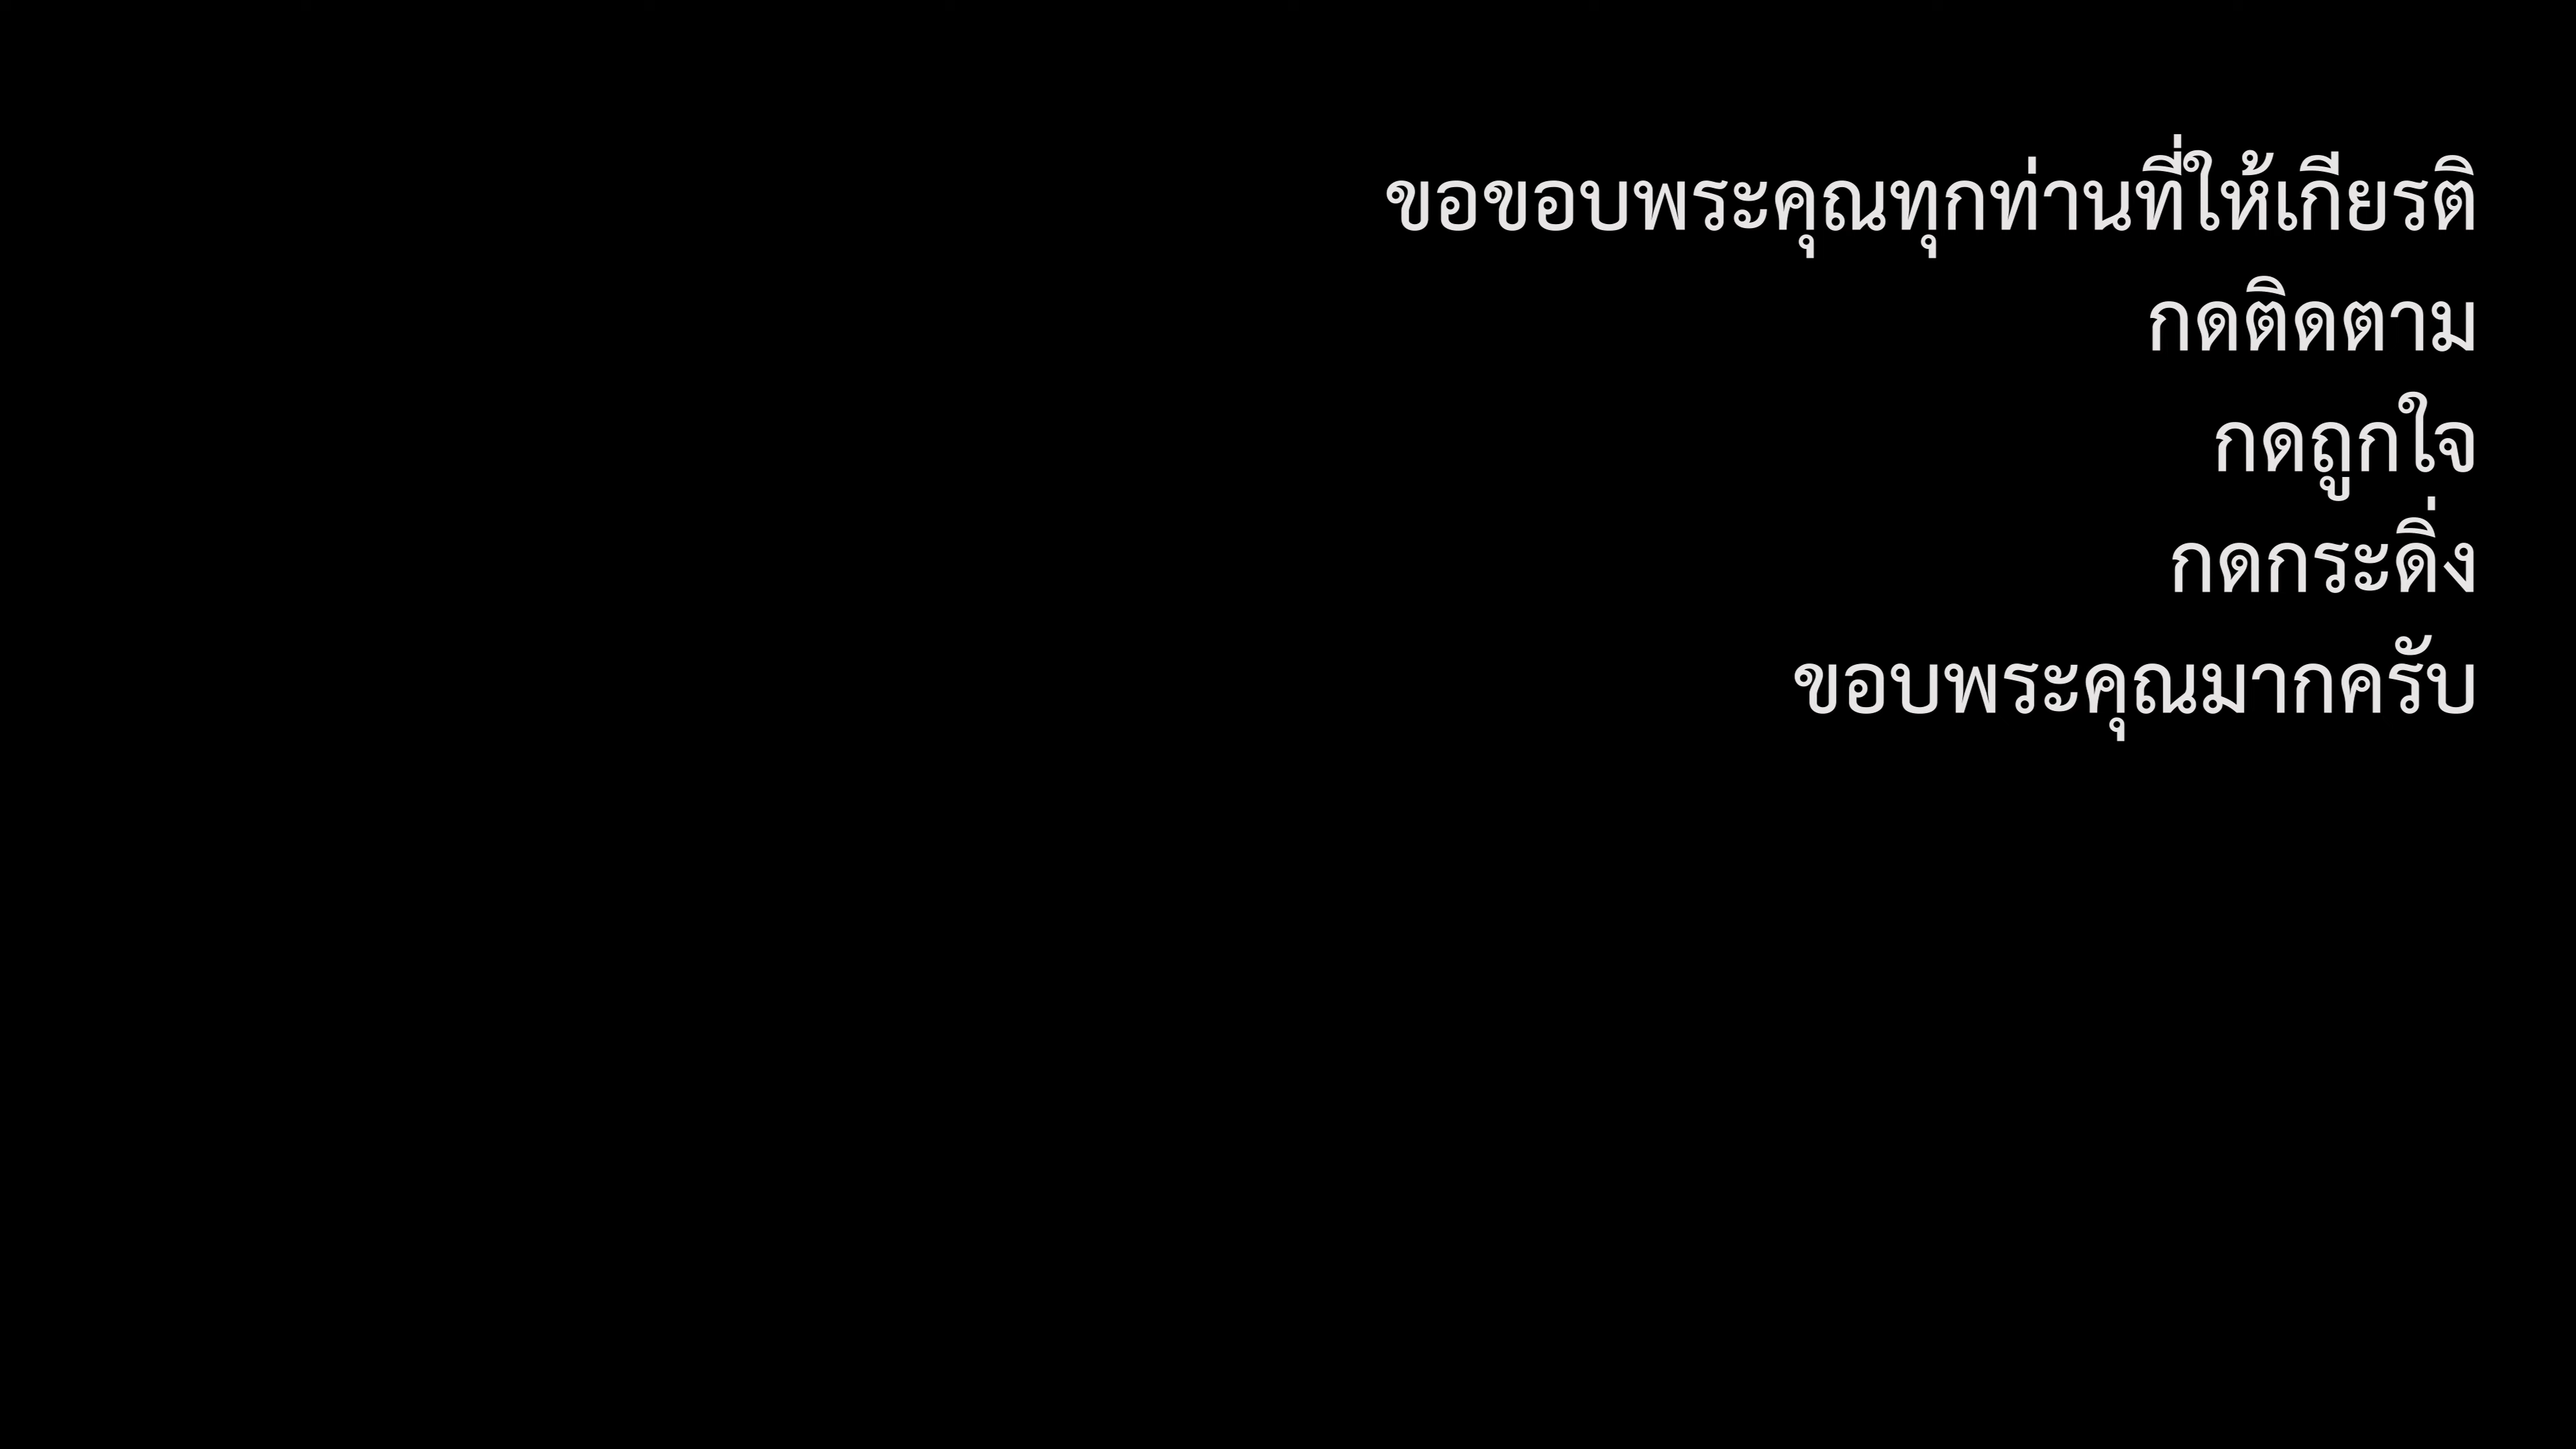 ขอขอบพระคุณทุกท่านที่ให้เกียรติ
กดติดตาม
กดถูกใจ
กดกระดิ่ง
ขอบพระคุณมากครับ